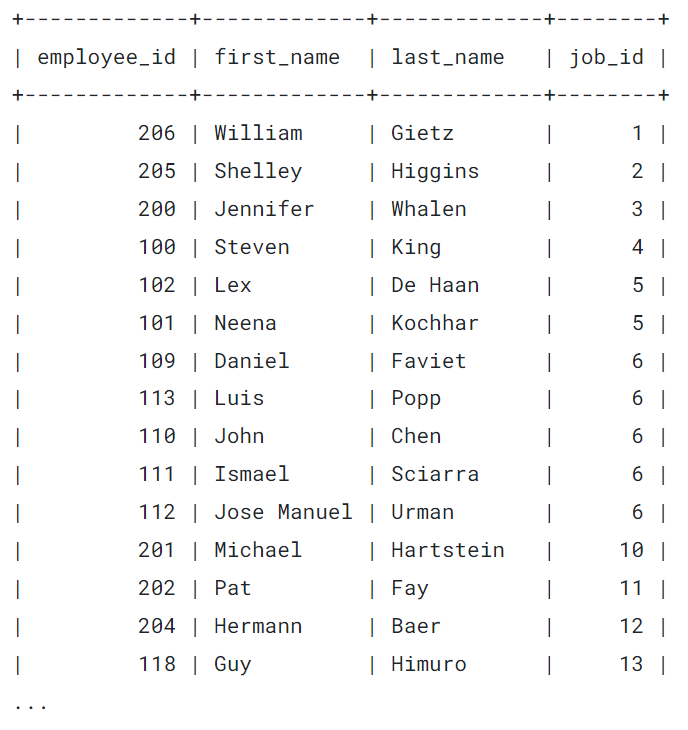 +-------------+-------------+-------------+--------+
| employee_id | first_name  | last_name   | job_id |
+-------------+-------------+-------------+--------+
|         206 | William     | Gietz       |      1 |
|         205 | Shelley     | Higgins     |      2 |
|         200 | Jennifer    | Whalen      |      3 |
|         100 | Steven      | King        |      4 |
|         102 | Lex         | De Haan     |      5 |
|         101 | Neena       | Kochhar     |      5 |
|         109 | Daniel      | Faviet      |      6 |
|         113 | Luis        | Popp        |      6 |
|         110 | John        | Chen        |      6 |
|         111 | Ismael      | Sciarra     |      6 |
|         112 | Jose Manuel | Urman       |      6 |
|         201 | Michael     | Hartstein   |     10 |
|         202 | Pat         | Fay         |     11 |
|         204 | Hermann     | Baer        |     12 |
|         118 | Guy         | Himuro      |     13 |
...